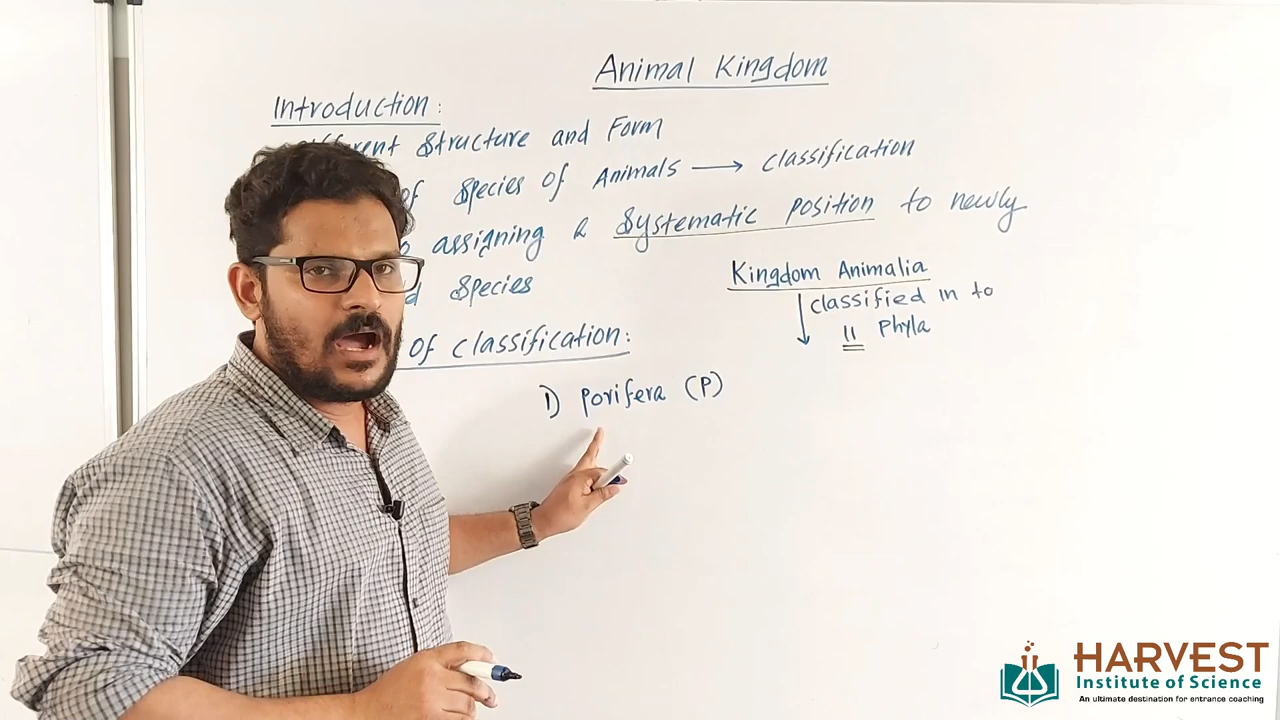 Animal Kingdom
Introduction:
Different Structure and Form
of Species of Animals → classification
assigning a Systematic position to newly
Species
of classification:
Kingdom Animalia
↓ classified in to
11 Phyla
1) Porifera (P)
HARVEST
Institute of Science
An ultimate destination for entrance coaching